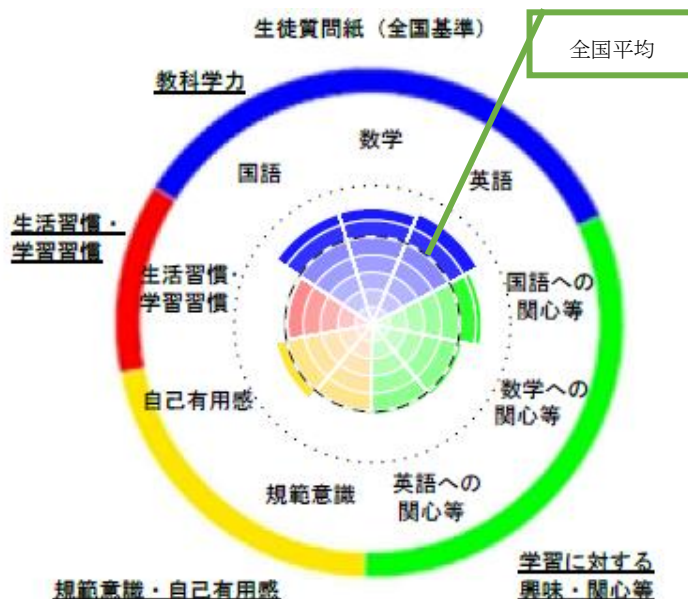 生徒質問紙（全国基準）
全国平均
教科学力
数学
国語
英語
生活習慣・
学習習慣
生活習慣・
学習習慣
国語への
関心等
自己有用感
数学への
関心等
規範意識
英語への
関心等
規範意識・自己有用感
学習に対する
興味・関心等